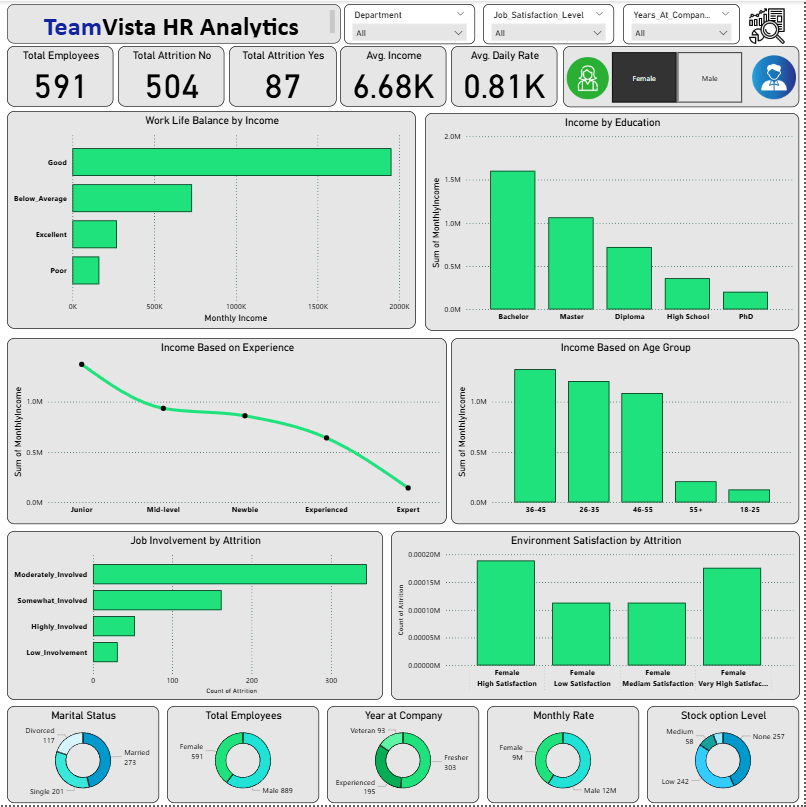 TeamVista HR Analytics
Department
All
Job_Satisfaction_Level
All
Years_At_Compan...
All
Total Employees
591
Total Attrition No
504
Total Attrition Yes
87
Avg. Income
6.68K
Avg. Daily Rate
0.81K
Female
Male
Work Life Balance by Income
Good
Below_Average
Excellent
Poor
0K 500K 1000K 1500K 2000K
Monthly Income
Income by Education
Sum of MonthlyIncome
2.0M
1.5M
1.0M
0.5M
0.0M
Bachelor Master Diploma High School PhD
Income Based on Experience
Sum of MonthlyIncome
1.0M
0.5M
0.0M
Junior Mid-level Newbie Experienced Expert
Income Based on Age Group
Sum of MonthlyIncome
1.0M
0.5M
0.0M
36-45 26-35 46-55 55+ 18-25
Job Involvement by Attrition
Moderately_Involved
Somewhat_Involved
Highly_Involved
Low_Involvement
0 100 200 300
Count of Attrition
Environment Satisfaction by Attrition
Count of Attrition
0.00020M
0.00015M
0.00010M
0.00005M
0.00000M
Female Female Female Female
High Satisfaction Low Satisfaction Mediam Satisfaction Very High Satisfac...
Marital Status
Divorced
117
Married
273
Single 201
Total Employees
Female
591
Male 889
Year at Company
Veteran 93
Fresher
303
Experienced
195
Monthly Rate
Female
9M
Male 12M
Stock option Level
Medium
58
None 257
Low 242